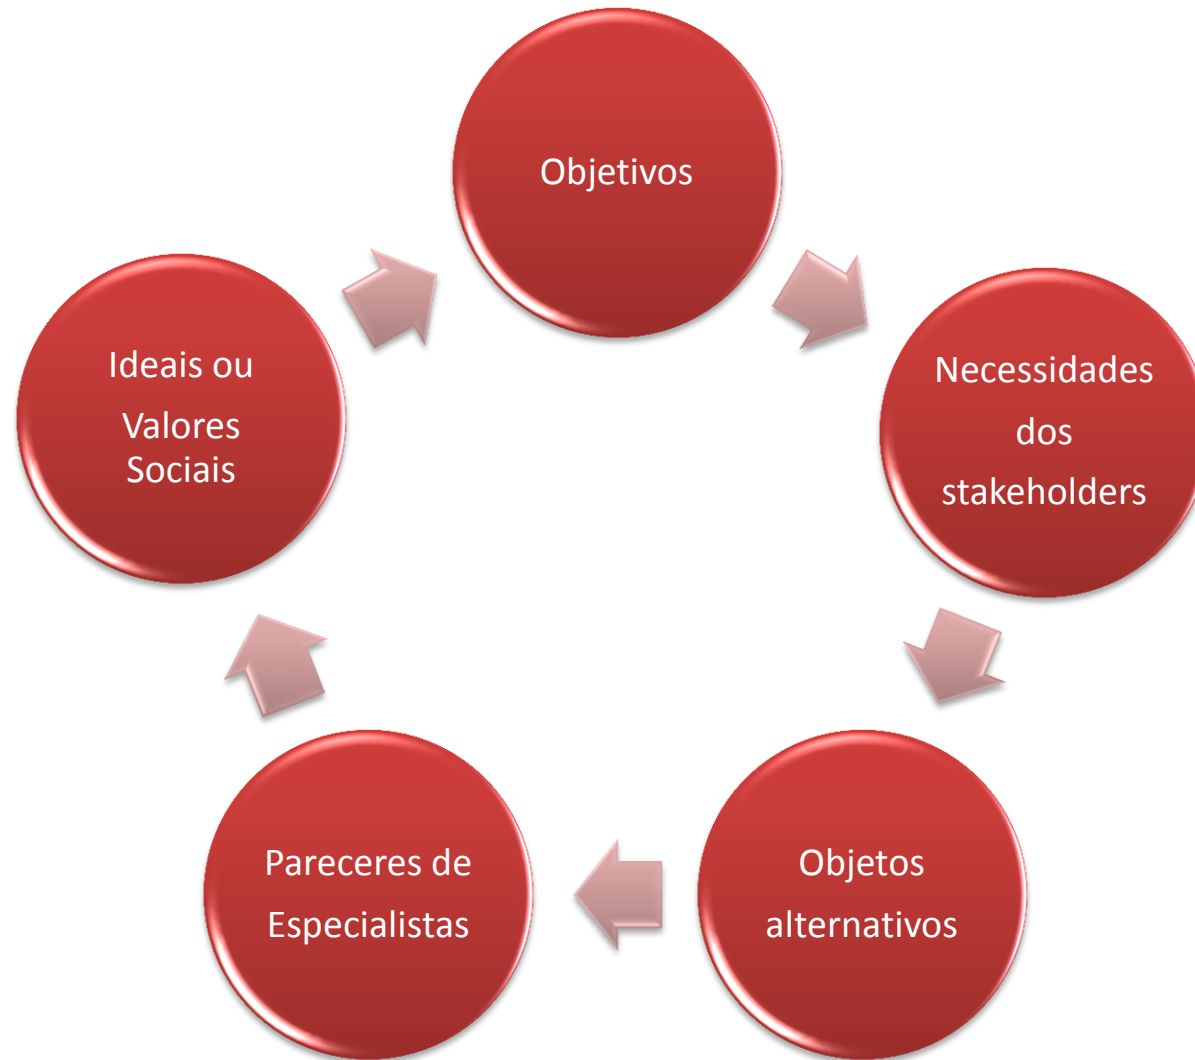 Objetivos
Necessidades
dos
stakeholders
Objetos
alternativos
Pareceres de
Especialistas
Ideais ou
Valores
Sociais